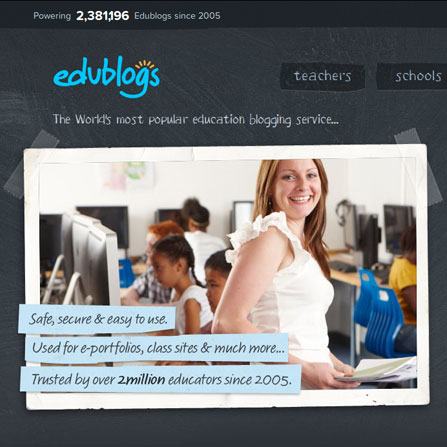 Powering 2,381,196 Edublogs since 2005
edublogs
teachers
schools
The World's most popular education blogging service...
Safe, secure & easy to use.
Used for e-portfolios, class sites & much more...
Trusted by over 2million educators since 2005.